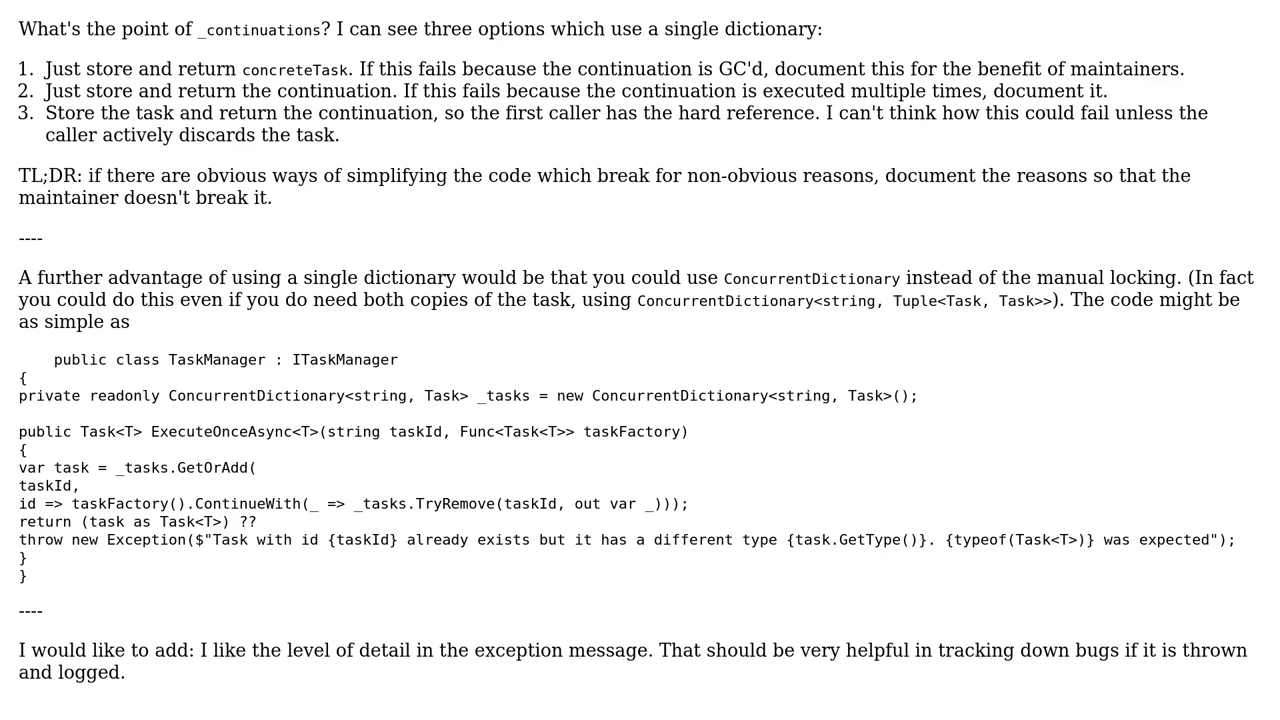 What's the point of _continuations? I can see three options which use a single dictionary:
1. Just store and return concreteTask. If this fails because the continuation is GC'd, document this for the benefit of maintainers.
2. Just store and return the continuation. If this fails because the continuation is executed multiple times, document it.
3. Store the task and return the continuation, so the first caller has the hard reference. I can't think how this could fail unless the
caller actively discards the task.
TL;DR: if there are obvious ways of simplifying the code which break for non-obvious reasons, document the reasons so that the
maintainer doesn't break it.
----
A further advantage of using a single dictionary would be that you could use ConcurrentDictionary instead of the manual locking. (In fact
you could do this even if you do need both copies of the task, using ConcurrentDictionary<string, Tuple<Task, Task>>). The code might be
as simple as
public class TaskManager : ITaskManager
{
private readonly ConcurrentDictionary<string, Task> _tasks = new ConcurrentDictionary<string, Task>();
public Task<T> ExecuteOnceAsync<T>(string taskId, Func<Task<T>> taskFactory)
{
var task = _tasks.GetOrAdd(
taskId,
id => taskFactory().ContinueWith(_ => _tasks.TryRemove(taskId, out var _)));
return (task as Task<T>) ??
throw new Exception($"Task with id {taskId} already exists but it has a different type {task.GetType()}. {typeof(Task<T>)} was expected");
}
}
----
I would like to add: I like the level of detail in the exception message. That should be very helpful in tracking down bugs if it is thrown
and logged.